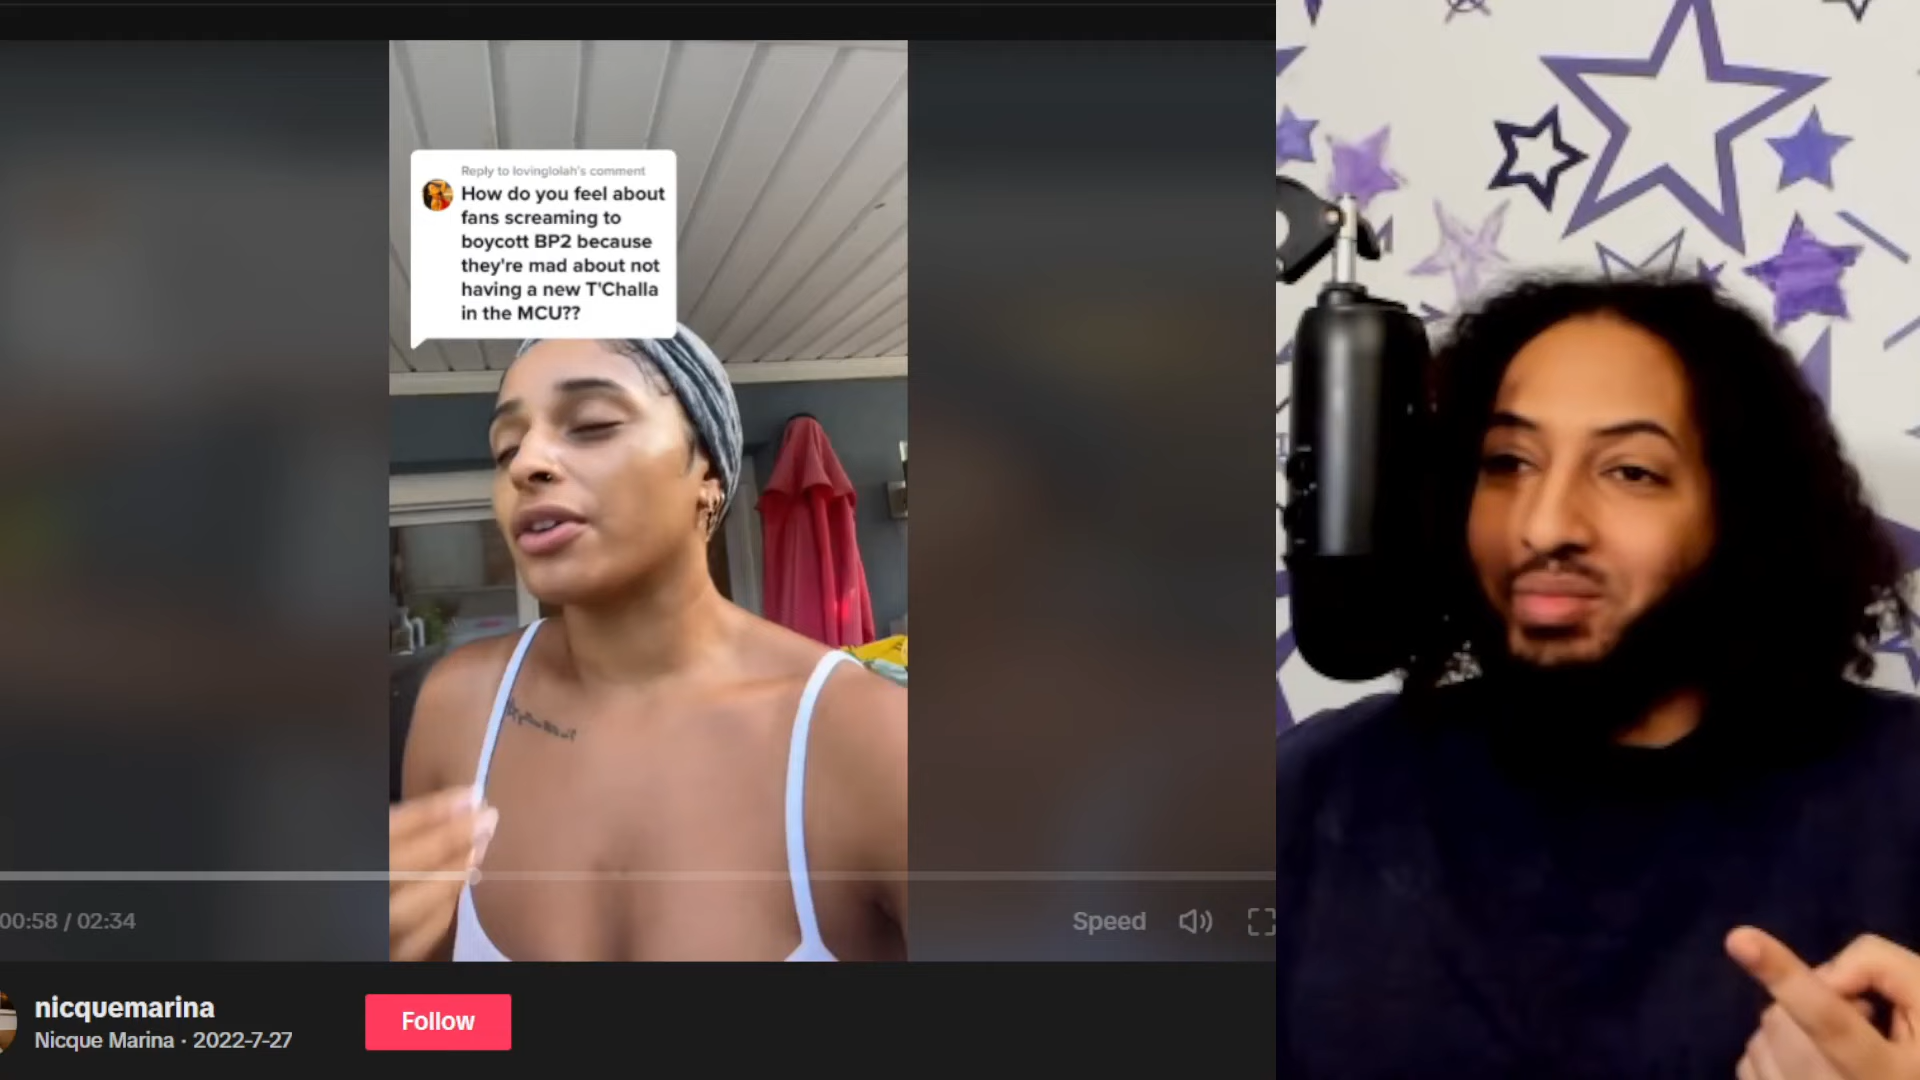 Reply to lovinglolah's comment
How do you feel about
fans screaming to
boycott BP2 because
they're mad about not
having a new T'Challa
in the MCU??
00:58 / 02:34
Speed
nicquemarina
Nicque Marina · 2022-7-27
Follow